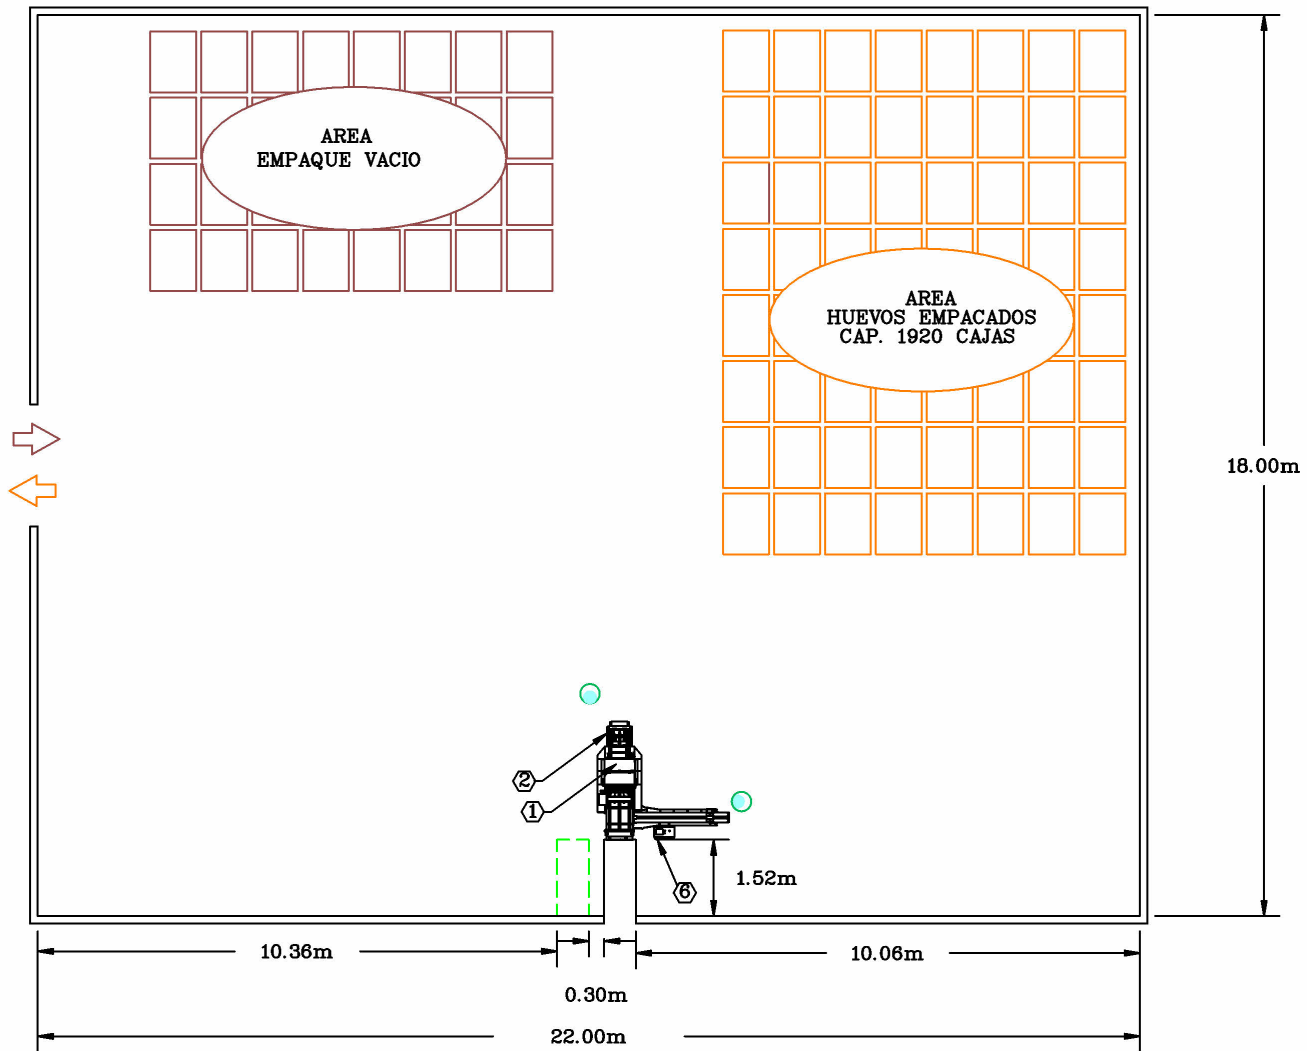 AREA
EMPAQUE VACIO
AREA
HUEVOS EMPACADOS
CAP. 1920 CAJAS
18.00m
2
1
6
1.52m
10.36m
10.06m
0.30m
22.00m